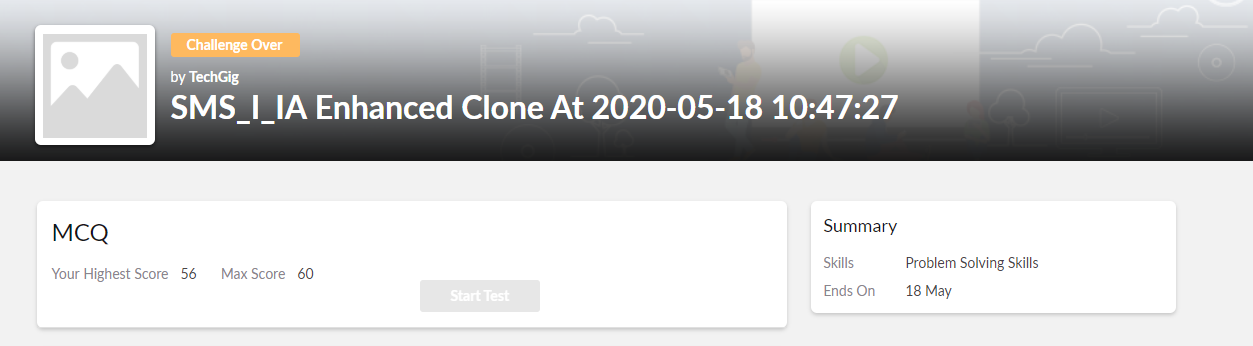 Challenge Over
by TechGig
SMS_I_IA Enhanced Clone At 2020-05-18 10:47:27
MCQ
Your Highest Score 56 Max Score 60
Start Test
Summary
Skills Problem Solving Skills
Ends On 18 May